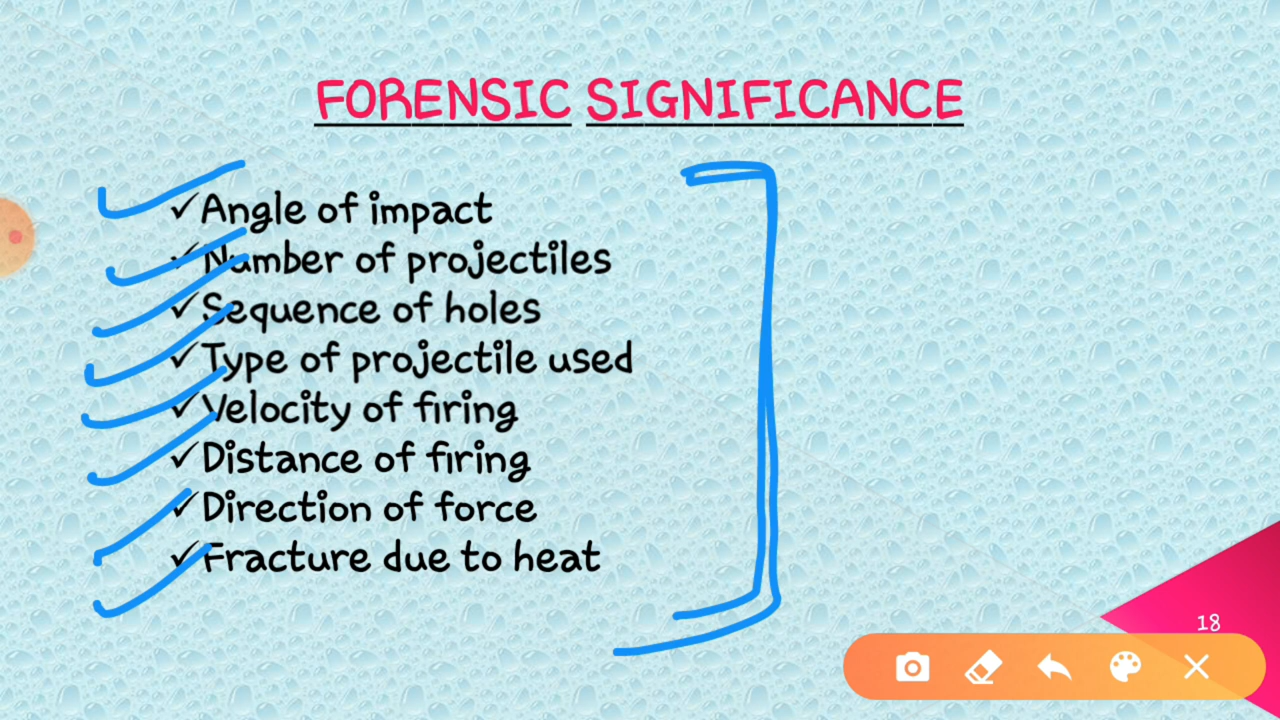 FORENSIC SIGNIFICANCE
✓Angle of impact
✓Number of projectiles
✓Sequence of holes
✓Type of projectile used
✓Velocity of firing
✓Distance of firing
✓Direction of force
✓Fracture due to heat
18